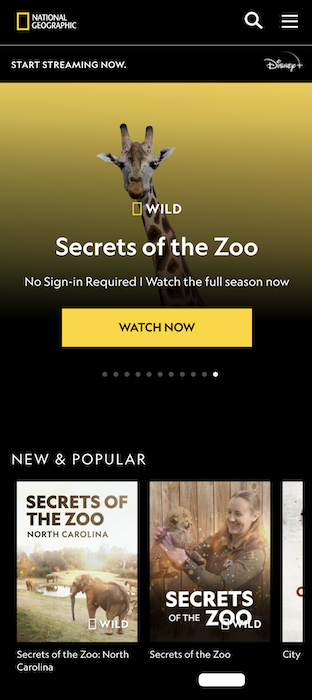 NATIONAL
GEOGRAPHIC
START STREAMING NOW.
Disney+
WILD
Secrets of the Zoo
No Sign-in Required | Watch the full season now
WATCH NOW
NEW & POPULAR
SECRETS OF
THE ZOO
NORTH CAROLINA
WILD
SECRETS
OF THE ZOO
WILD
Secrets of the Zoo: North
Carolina
Secrets of the Zoo
City